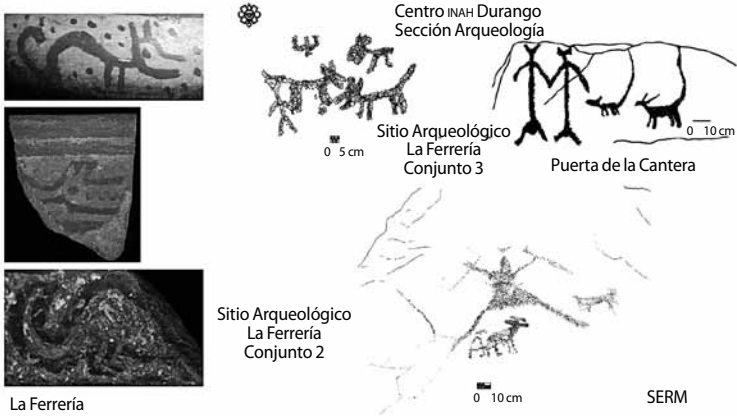 Centro INAH Durango
Sección Arqueología
0 5 cm
Sitio Arqueológico
La Ferrería
Conjunto 3
0 10 cm
Puerta de la Cantera
Sitio Arqueológico
La Ferrería
Conjunto 2
0 10 cm
SERM
La Ferrería